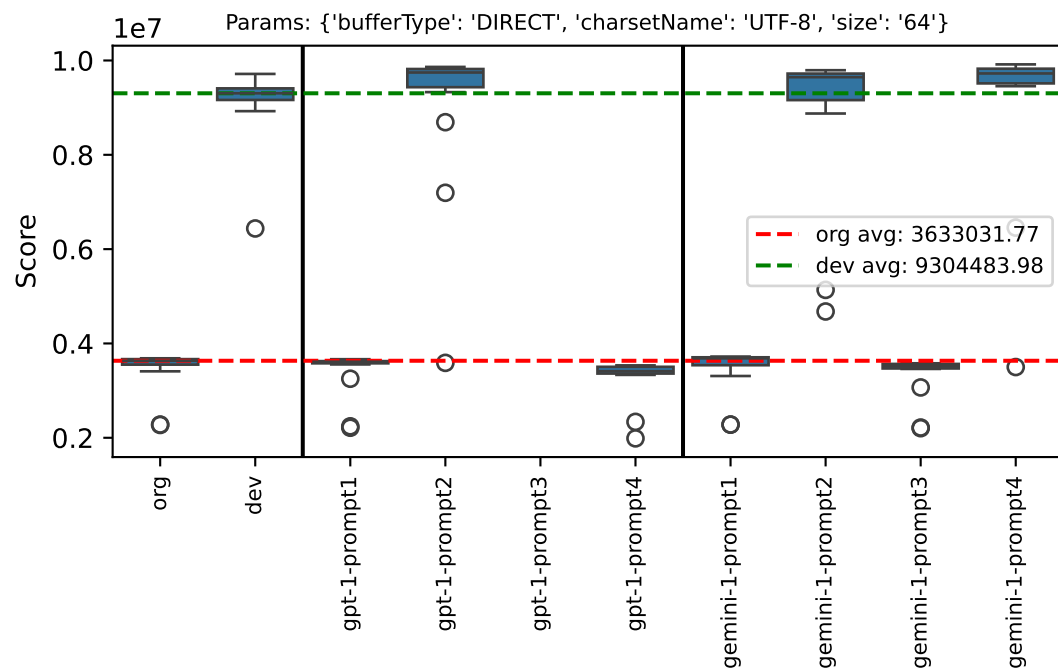 Params: {'bufferType': 'DIRECT', 'charsetName': 'UTF-8', 'size': '64'}
1e7
1.0
0.8
0.6
0.4
0.2
Score
org avg: 3633031.77
dev avg: 9304483.98
org
dev
gpt-1-prompt1
gpt-1-prompt2
gpt-1-prompt3
gpt-1-prompt4
gemini-1-prompt1
gemini-1-prompt2
gemini-1-prompt3
gemini-1-prompt4